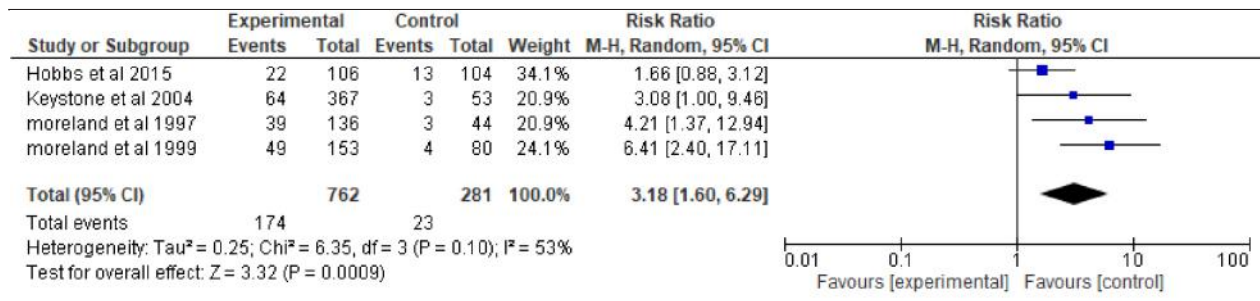 Experimental Control Risk Ratio Risk Ratio
Study or Subgroup Events Total Events Total Weight M-H, Random, 95% CI M-H, Random, 95% CI
Hobbs et al 2015 22 106 13 104 34.1% 1.66 [0.88, 3.12]
Keystone et al 2004 64 367 3 53 20.9% 3.08 [1.00, 9.46]
moreland et al 1997 39 136 3 44 20.9% 4.21 [1.37, 12.94]
moreland et al 1999 49 153 4 80 24.1% 6.41 [2.40, 17.11]
Total (95% CI) 762 281 100.0% 3.18 [1.60, 6.29]
Total events 174 23
Heterogeneity: Tau² = 0.25; Chi² = 6.35, df = 3 (P = 0.10); I² = 53%
Test for overall effect: Z = 3.32 (P = 0.0009)
0.01 0.1 1 10 100
Favours [experimental] Favours [control]